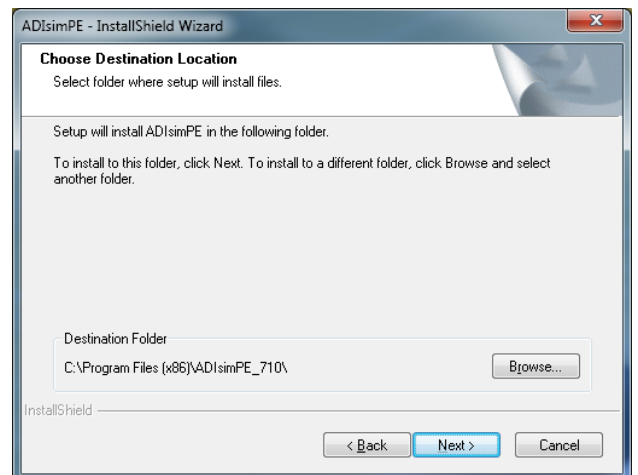 ADIsimPE - InstallShield Wizard
Choose Destination Location
Select folder where setup will install files.
Setup will install ADIsimPE in the following folder.
To install to this folder, click Next. To install to a different folder, click Browse and select
another folder.
Destination Folder
C:\Program Files (x86)\ADIsimPE_710\
Browse...
InstallShield
< Back
Next >
Cancel